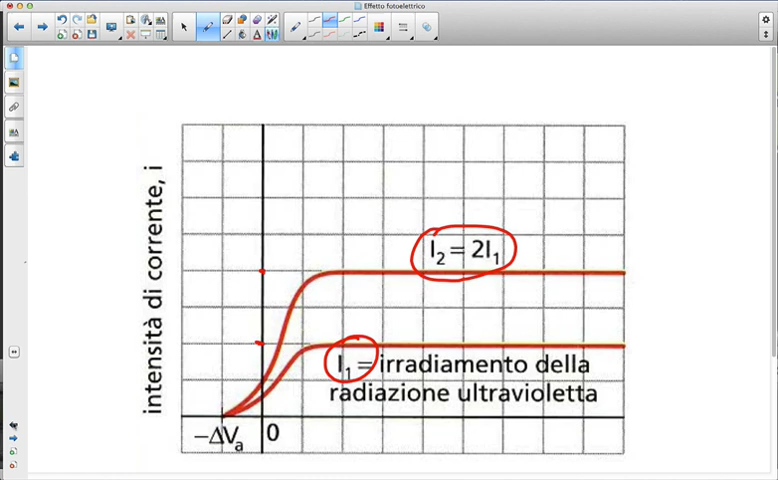 Effetto fotoelettrico
intensità di corrente, i
I₂ = 2I₁
I₁ = irradiamento della
radiazione ultravioletta
−ΔVₐ 0